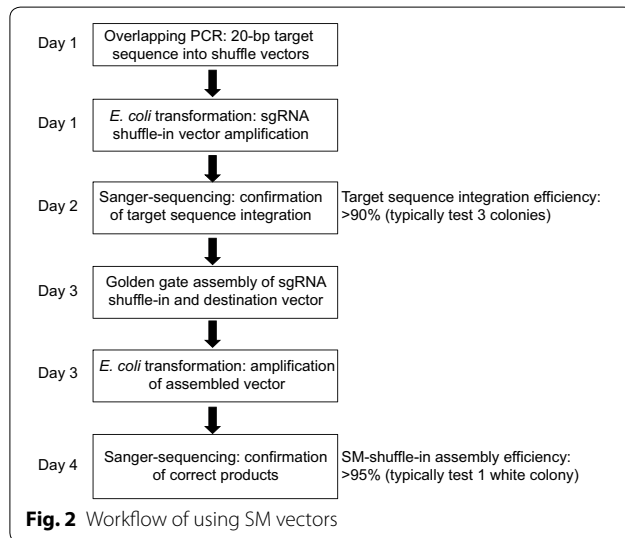 Day 1
Overlapping PCR: 20-bp target
sequence into shuffle vectors
Day 1
E. coli transformation: sgRNA
shuffle-in vector amplification
Day 2
Sanger-sequencing: confirmation
of target sequence integration
Target sequence integration efficiency:
>90% (typically test 3 colonies)
Day 3
Golden gate assembly of sgRNA
shuffle-in and destination vector
Day 3
E. coli transformation: amplification
of assembled vector
Day 4
Sanger-sequencing: confirmation
of correct products
SM-shuffle-in assembly efficiency:
>95% (typically test 1 white colony)
Fig. 2 Workflow of using SM vectors